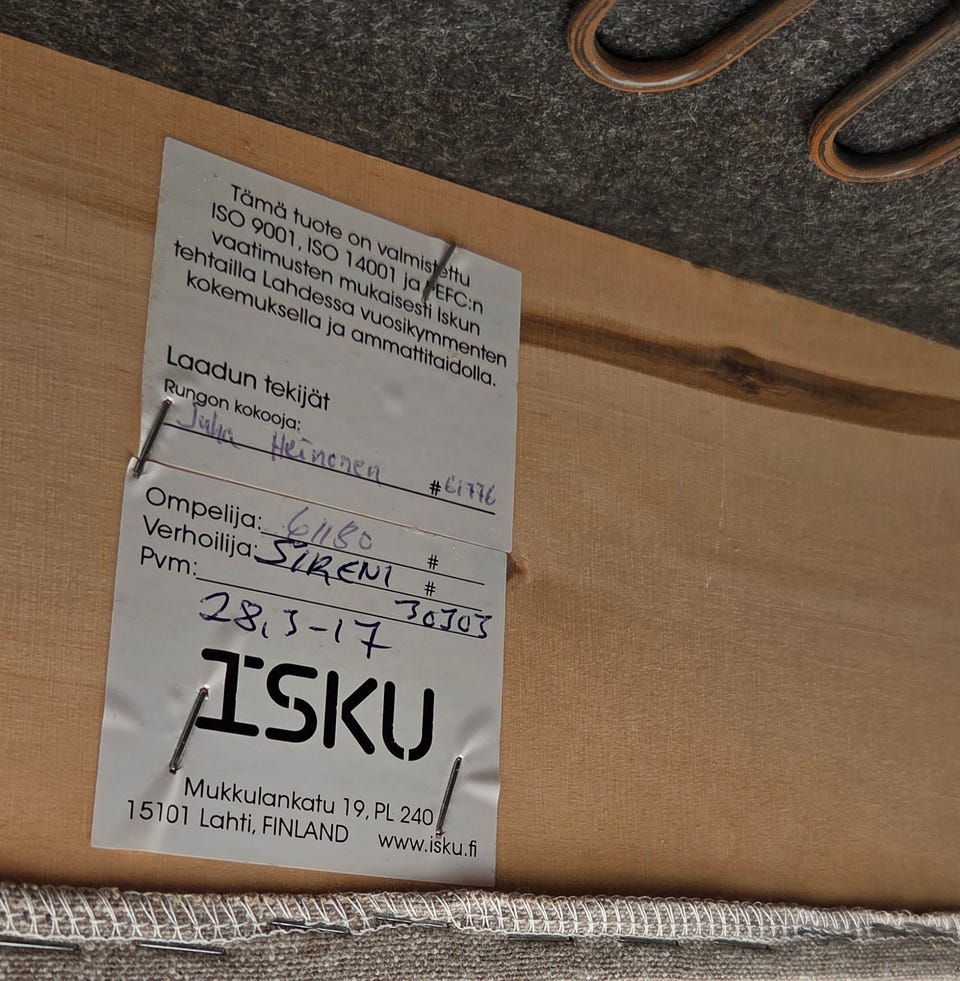 Tämä tuote on valmistettu
ISO 9001, ISO 14001 ja PEFC:n
vaatimusten mukaisesti Iskun
tehtailla Lahdessa vuosikymmenten
kokemuksella ja ammattitaidolla.
Laadun tekijät
Rungon kokooja:
Juha Heinonen #61776
Ompelija: 61180 #
Verhoilija: SIRENI #
30303
Pvm:
28.3-17
ISKU
Mukkulankatu 19, PL 240
15101 Lahti, FINLAND www.isku.fi